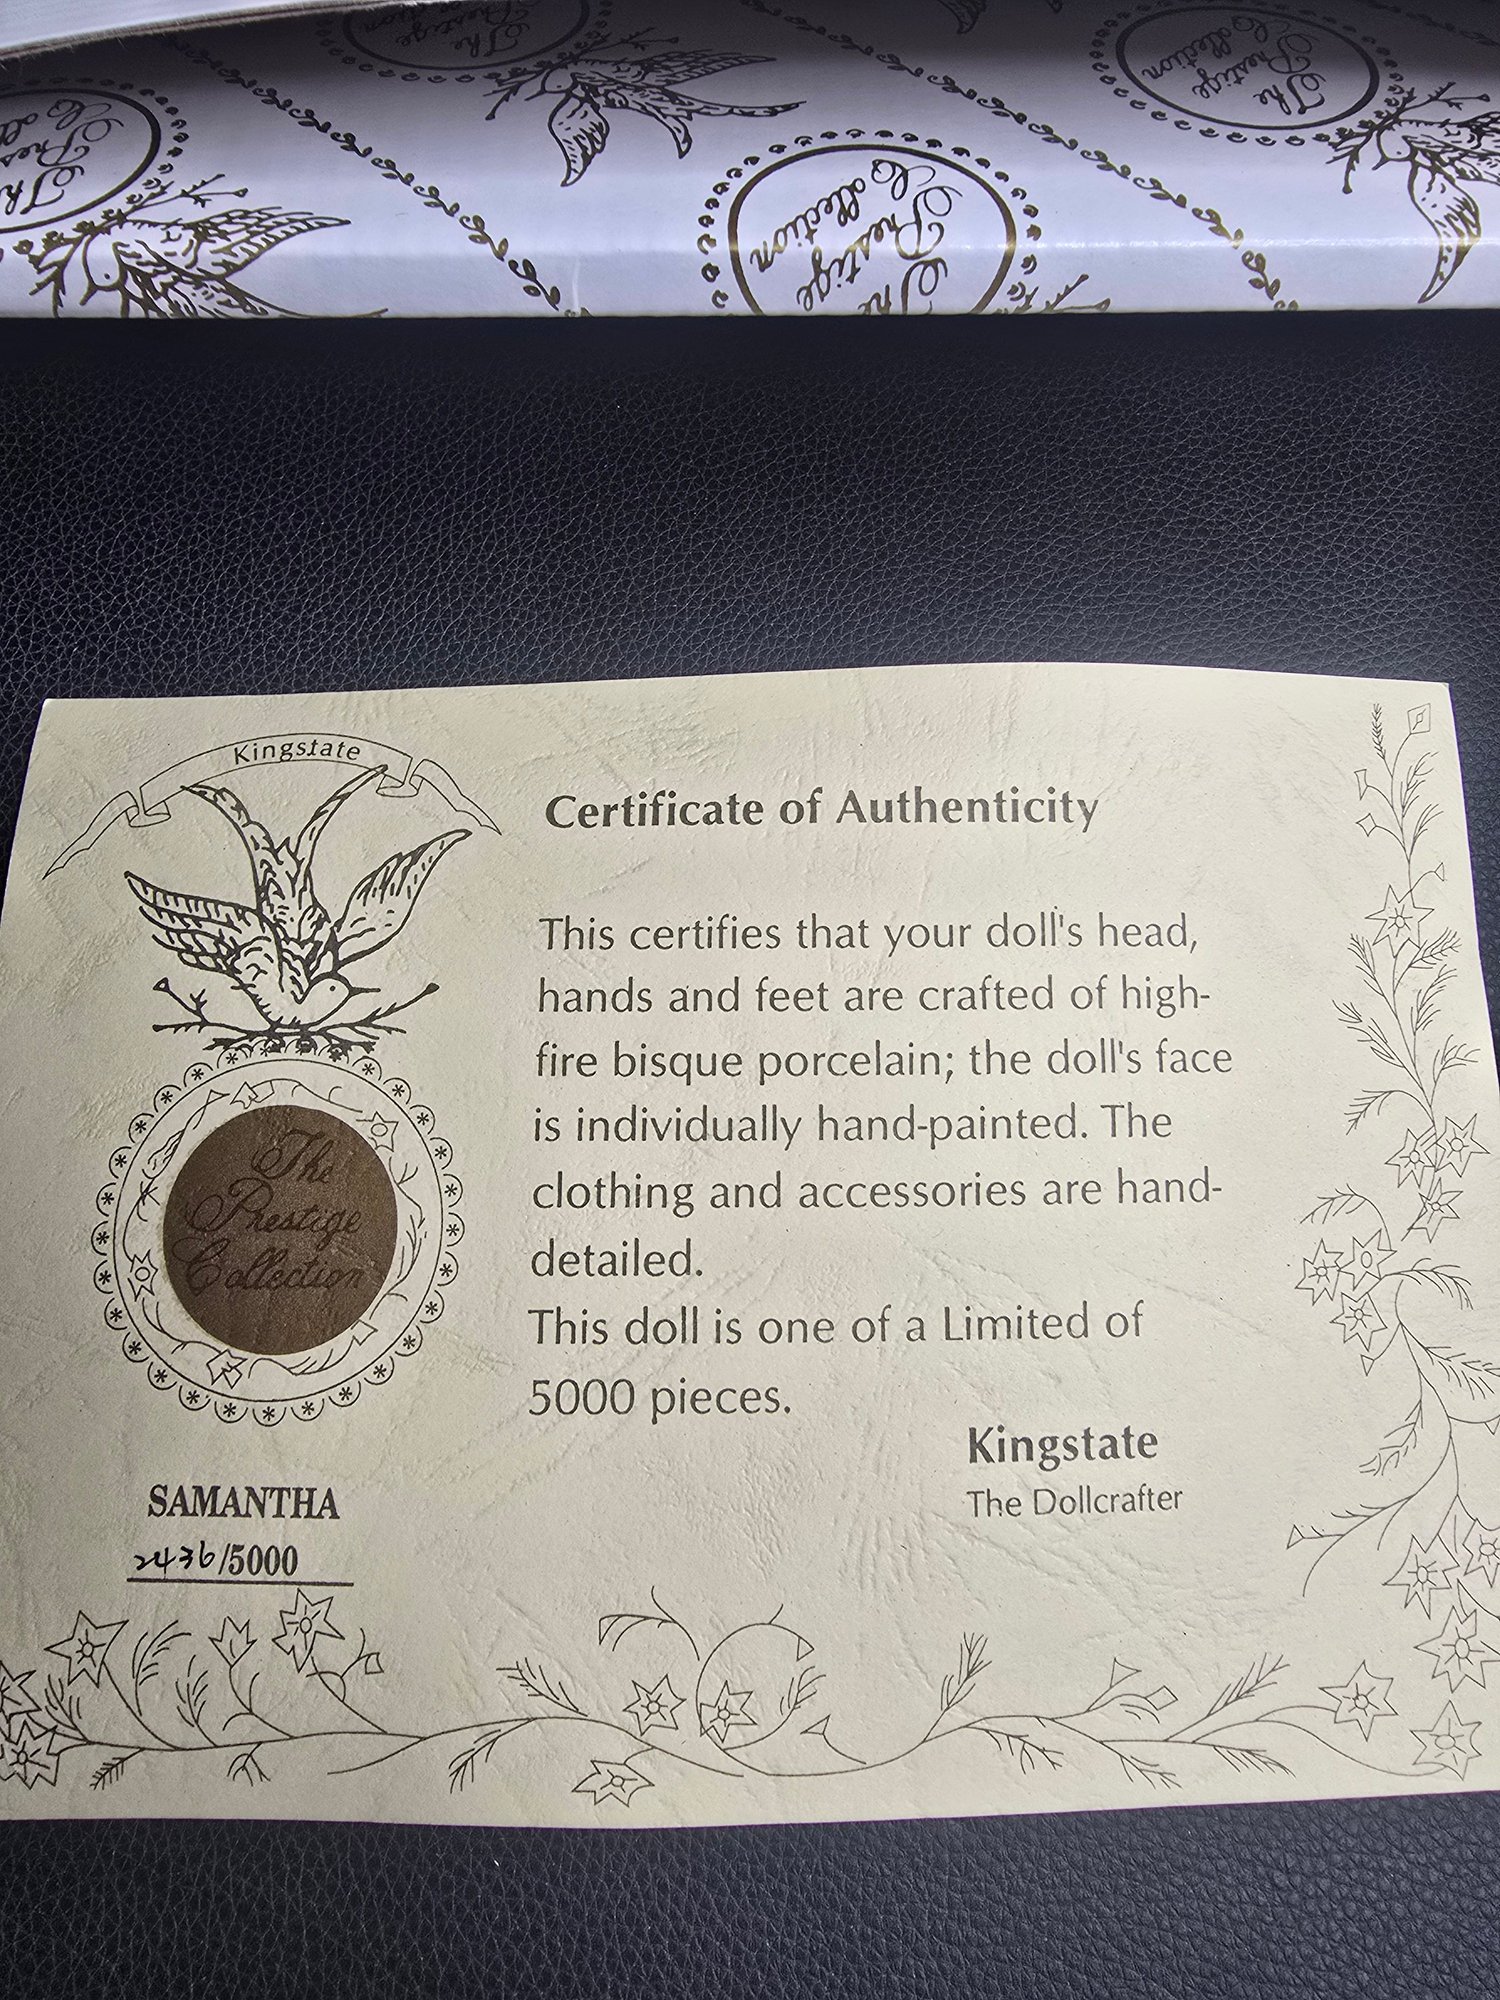 The
Prestige
Collection
The
Prestige
Collection
The
Prestige
Collection
The
Kingstate
Certificate of Authenticity
This certifies that your doll's head,
hands and feet are crafted of high-
fire bisque porcelain; the doll's face
is individually hand-painted. The
clothing and accessories are hand-
detailed.
This doll is one of a Limited of
5000 pieces.
Kingstate
The Dollcrafter
The
Prestige
Collection
SAMANTHA
2436/5000